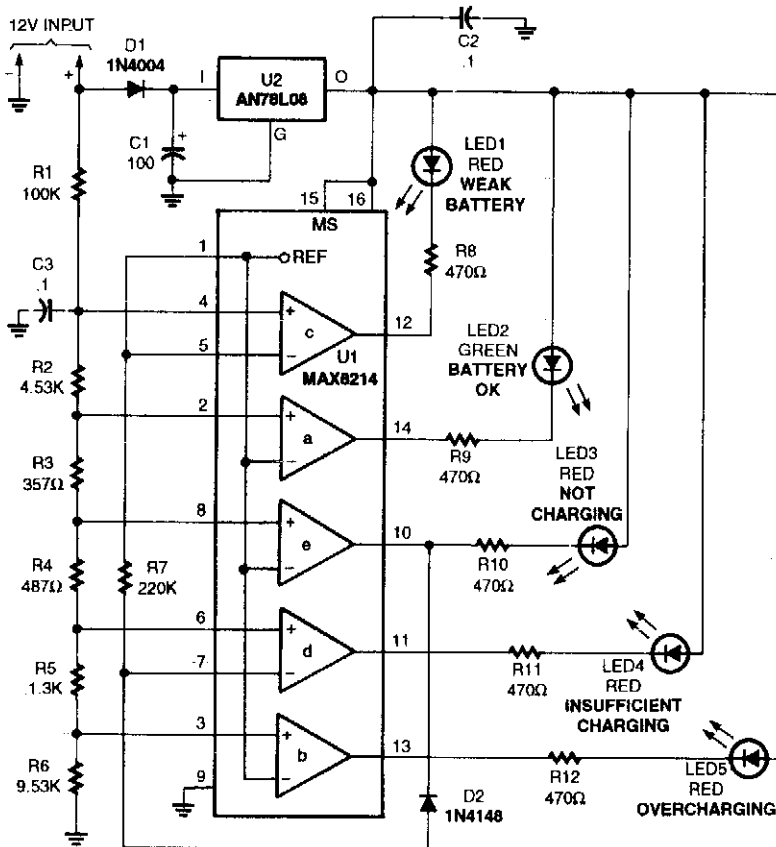 12V INPUT
−
+
D1
1N4004
I
U2
AN78L08
O
G
C1
100
+
C2
.1
R1
100K
C3
.1
R2
4.53K
R3
357Ω
R4
487Ω
R5
1.3K
R6
9.53K
R7
220K
15
16
MS
1
REF
4
+
c
−
5
12
U1
MAX8214
2
+
a
−
14
8
+
e
−
10
6
+
d
−
7
11
3
+
b
−
13
9
LED1
RED
WEAK
BATTERY
R8
470Ω
LED2
GREEN
BATTERY
OK
R9
470Ω
LED3
RED
NOT
CHARGING
R10
470Ω
R11
470Ω
LED4
RED
INSUFFICIENT
CHARGING
R12
470Ω
LED5
RED
OVERCHARGING
D2
1N4148